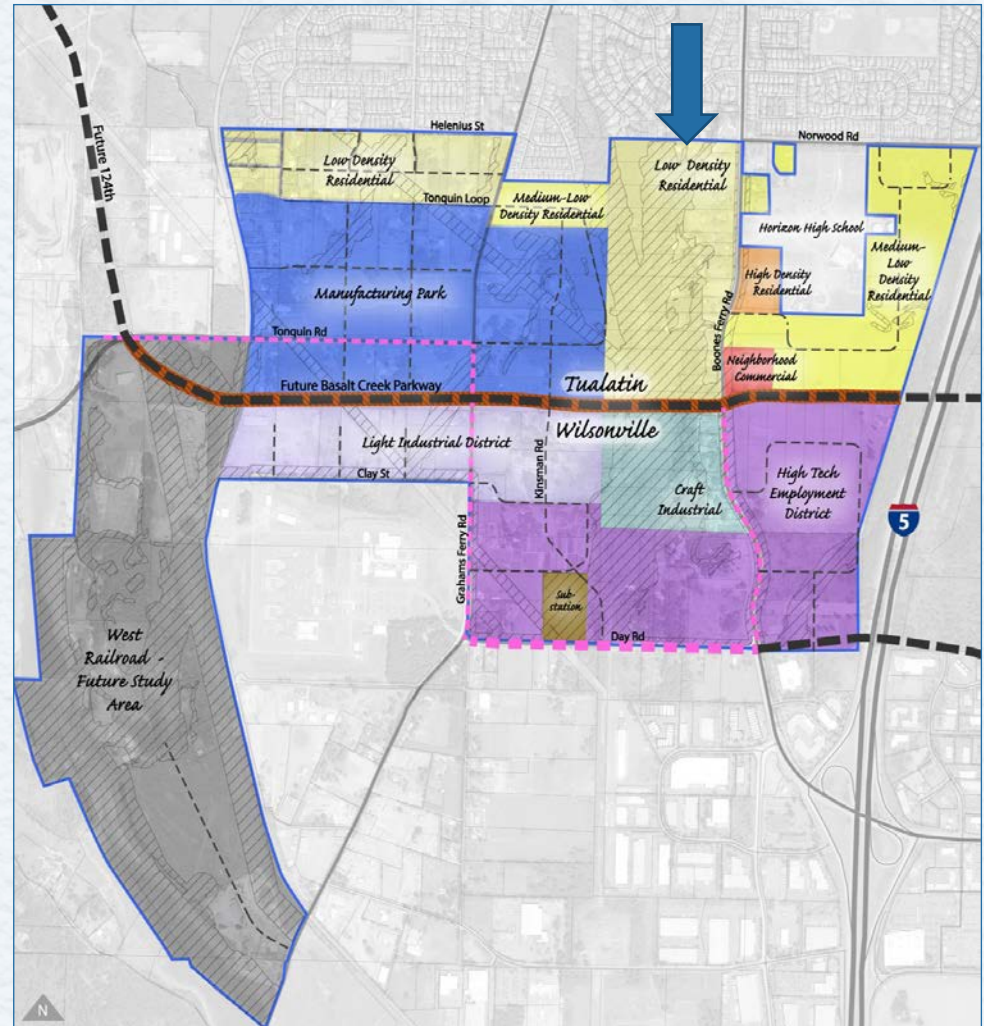 Helenius St
Norwood Rd
Future 124th
Low Density
Residential
Low Density
Residential
Tonquin Loop
Medium-Low
Density Residential
Horizon High School
Medium-
Low
Density
Residential
High Density
Residential
Manufacturing Park
Boones Ferry Rd
Tonquin Rd
Neighborhood
Commercial
Future Basalt Creek Parkway
Tualatin
Wilsonville
Light Industrial District
Kinsman Rd
Clay St
Craft
Industrial
High Tech
Employment
District
5
Grahams Ferry Rd
Sub-
station
Day Rd
West
Railroad -
Future Study
Area
N